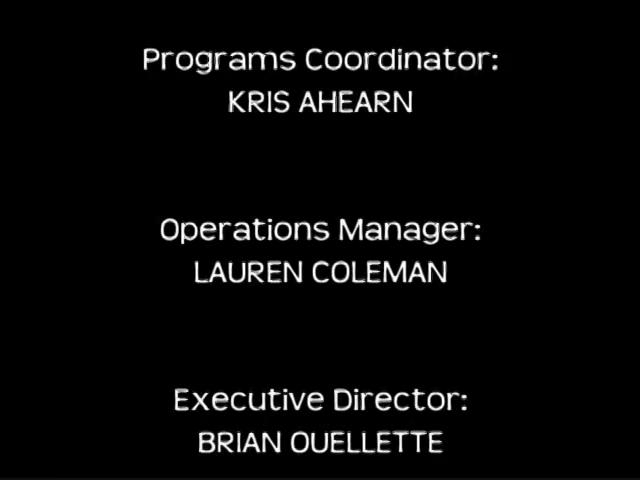 Programs Coordinator:
KRIS AHEARN
Operations Manager:
LAUREN COLEMAN
Executive Director:
BRIAN OUELLETTE